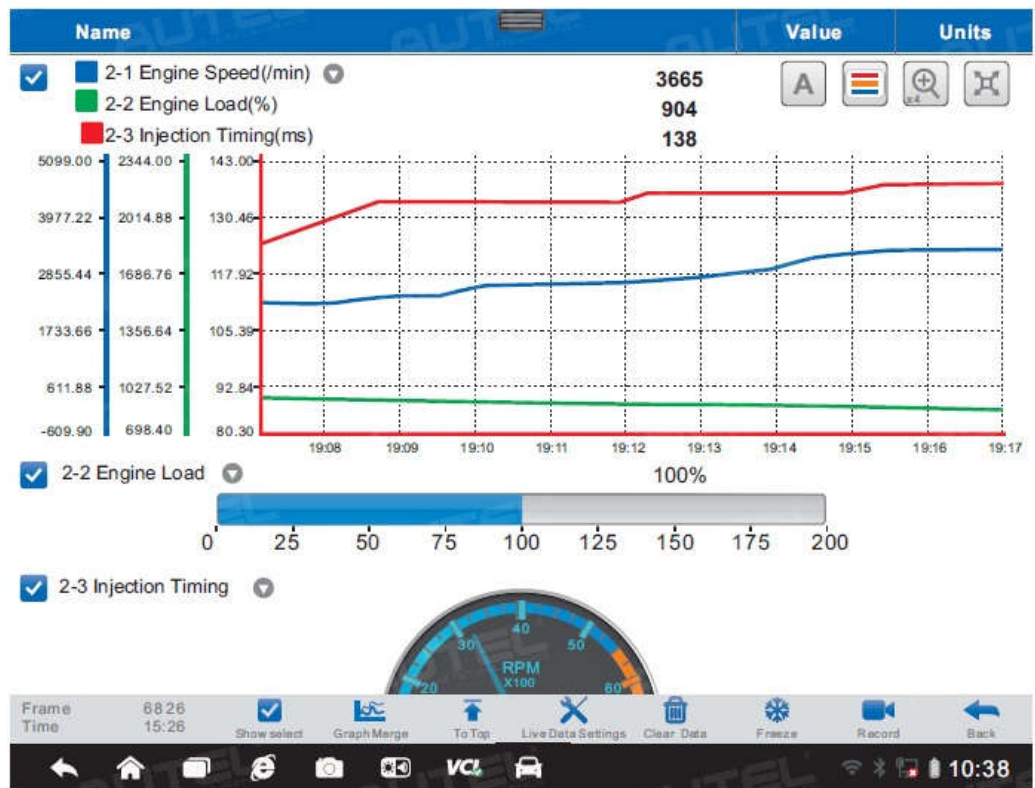 Name Value Units
2-1 Engine Speed(/min) 3665
2-2 Engine Load(%) 904
2-3 Injection Timing(ms) 138
A
x4
5099.00 2344.00 143.00
3977.22 2014.88 130.46
2855.44 1686.76 117.92
1733.66 1356.64 105.39
611.88 1027.52 92.84
-609.90 698.40 80.30
19:08 19:09 19:10 19:11 19:12 19:13 19:14 19:15 19:16 19:17
2-2 Engine Load 100%
0 25 50 75 100 125 150 175 200
2-3 Injection Timing
20 30 40 50 60
RPM
X100
Frame 6826
Time 15:26
Show select Graph Merge To Top Live Data Settings Clear Data Freeze Record Back
VCI 10:38
AUTEL